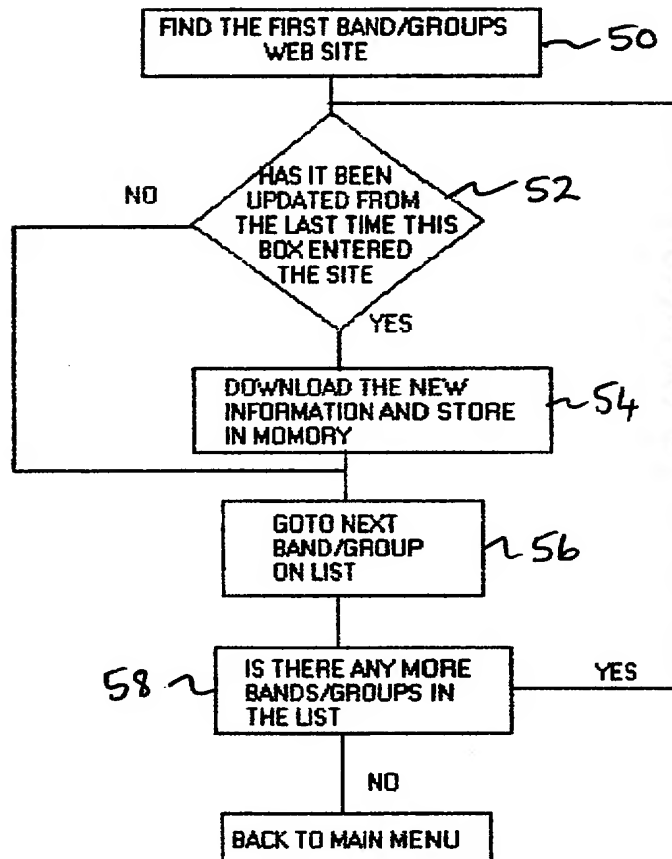 FIND THE FIRST BAND/GROUPS
WEB SITE
50
HAS IT BEEN
UPDATED FROM
THE LAST TIME THIS
BOX ENTERED
THE SITE
52
NO
YES
DOWNLOAD THE NEW
INFORMATION AND STORE
IN MOMORY
54
GOTO NEXT
BAND/GROUP
ON LIST
56
58
IS THERE ANY MORE
BANDS/GROUPS IN
THE LIST
YES
NO
BACK TO MAIN MENU